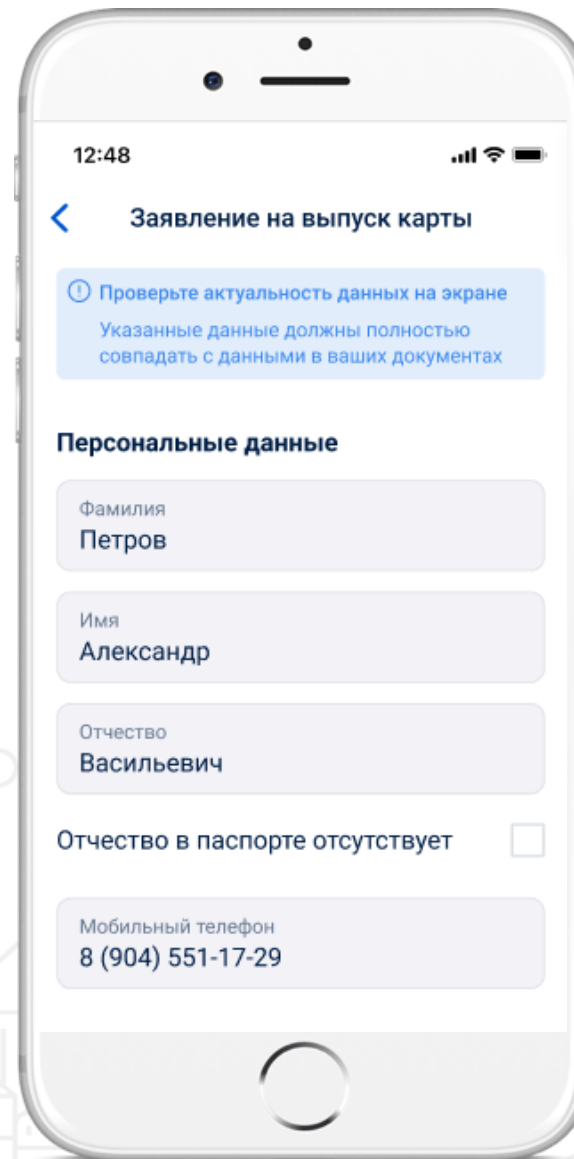 12:48
Заявление на выпуск карты
Проверьте актуальность данных на экране
Указанные данные должны полностью
совпадать с данными в ваших документах
Персональные данные
Фамилия
Петров
Имя
Александр
Отчество
Васильевич
Отчество в паспорте отсутствует
Мобильный телефон
8 (904) 551-17-29